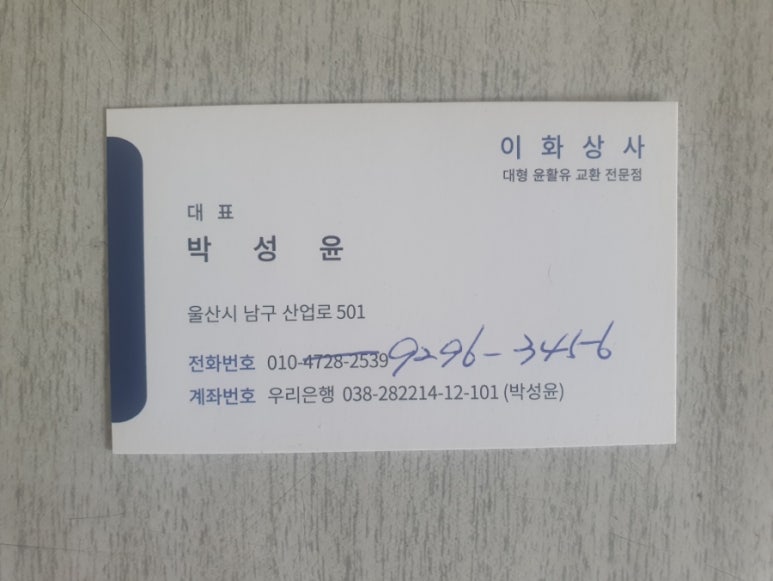 이화상사
대형 윤활유 교환 전문점
대표
박성윤
울산시 남구 산업로 501
전화번호 010-4728-2539 9296-3456
계좌번호 우리은행 038-282214-12-101 (박성윤)